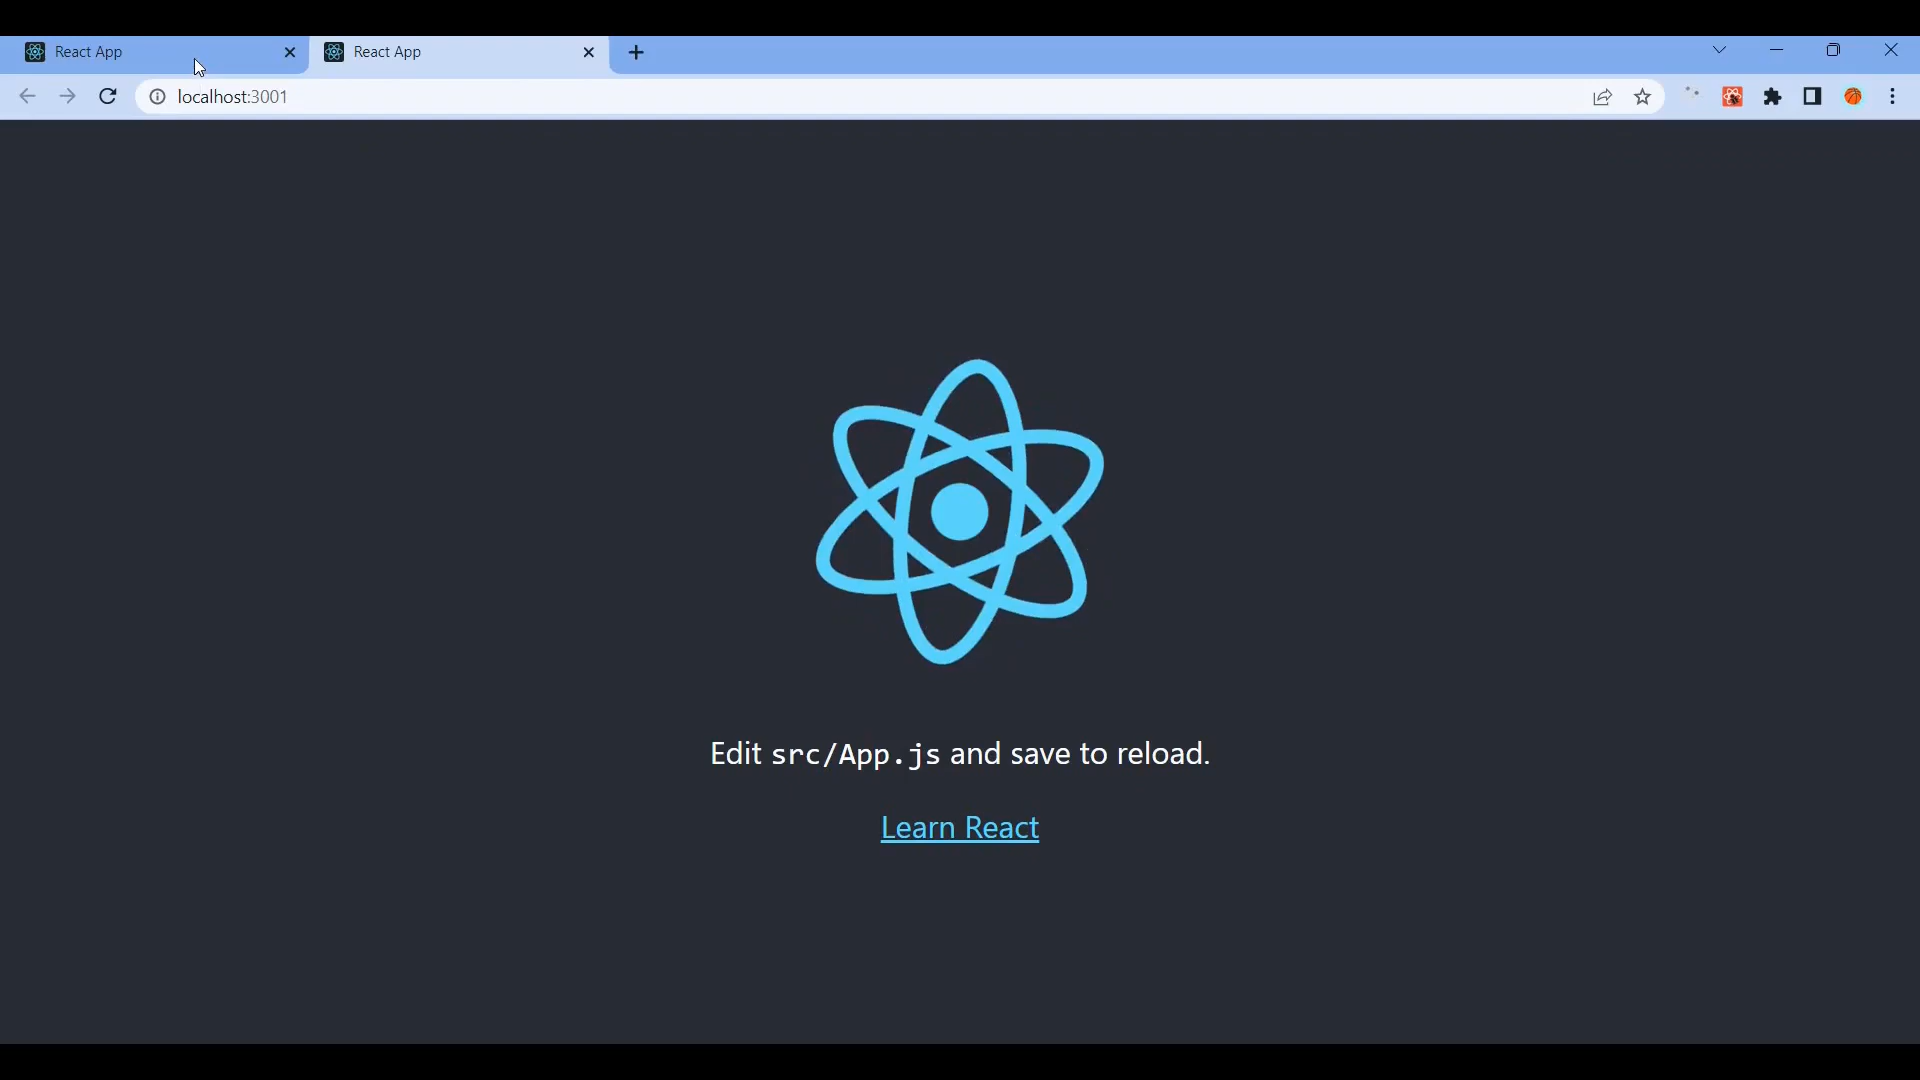 React App
React App
localhost:3001
Edit src/App.js and save to reload.
Learn React